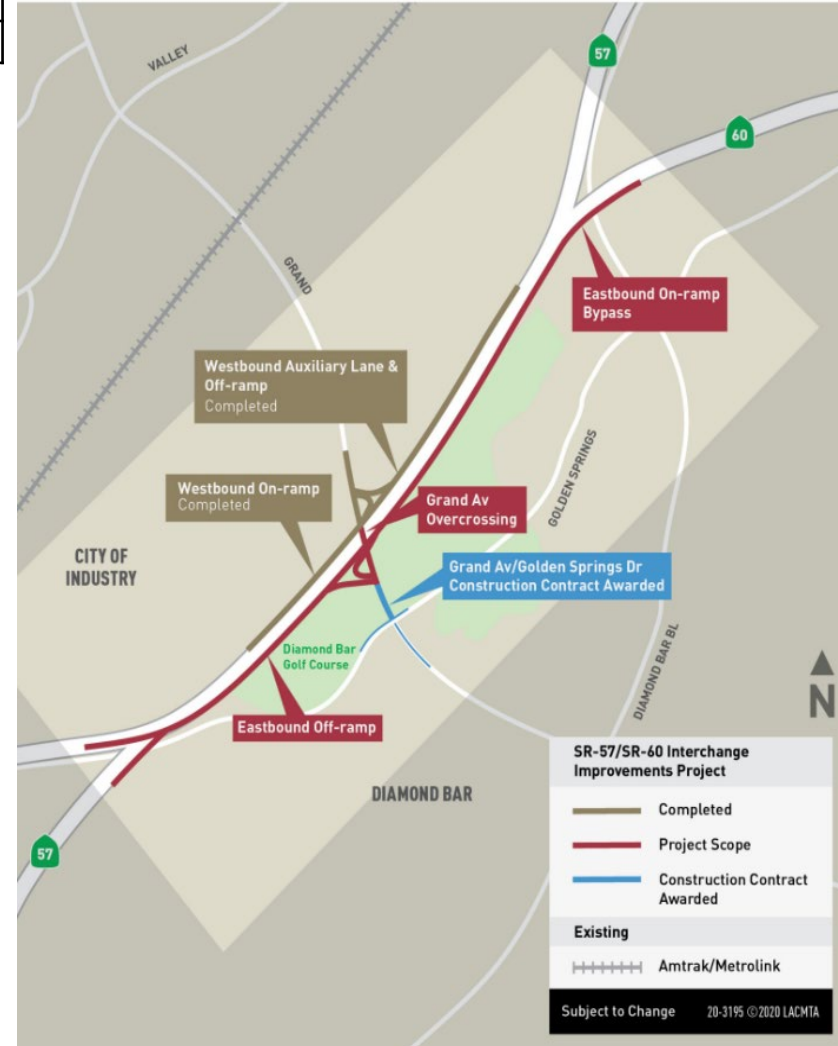 VALLEY
57
60
GRAND
Eastbound On-ramp
Bypass
Westbound Auxiliary Lane &
Off-ramp
Completed
Westbound On-ramp
Completed
Grand Av
Overcrossing
GOLDEN SPRINGS
CITY OF
INDUSTRY
Grand Av/Golden Springs Dr
Construction Contract Awarded
Diamond Bar
Golf Course
DIAMOND BAR BL
N
Eastbound Off-ramp
DIAMOND BAR
57
SR-57/SR-60 Interchange
Improvements Project
Completed
Project Scope
Construction Contract
Awarded
Existing
Amtrak/Metrolink
Subject to Change 20-3195 ©2020 LACMTA